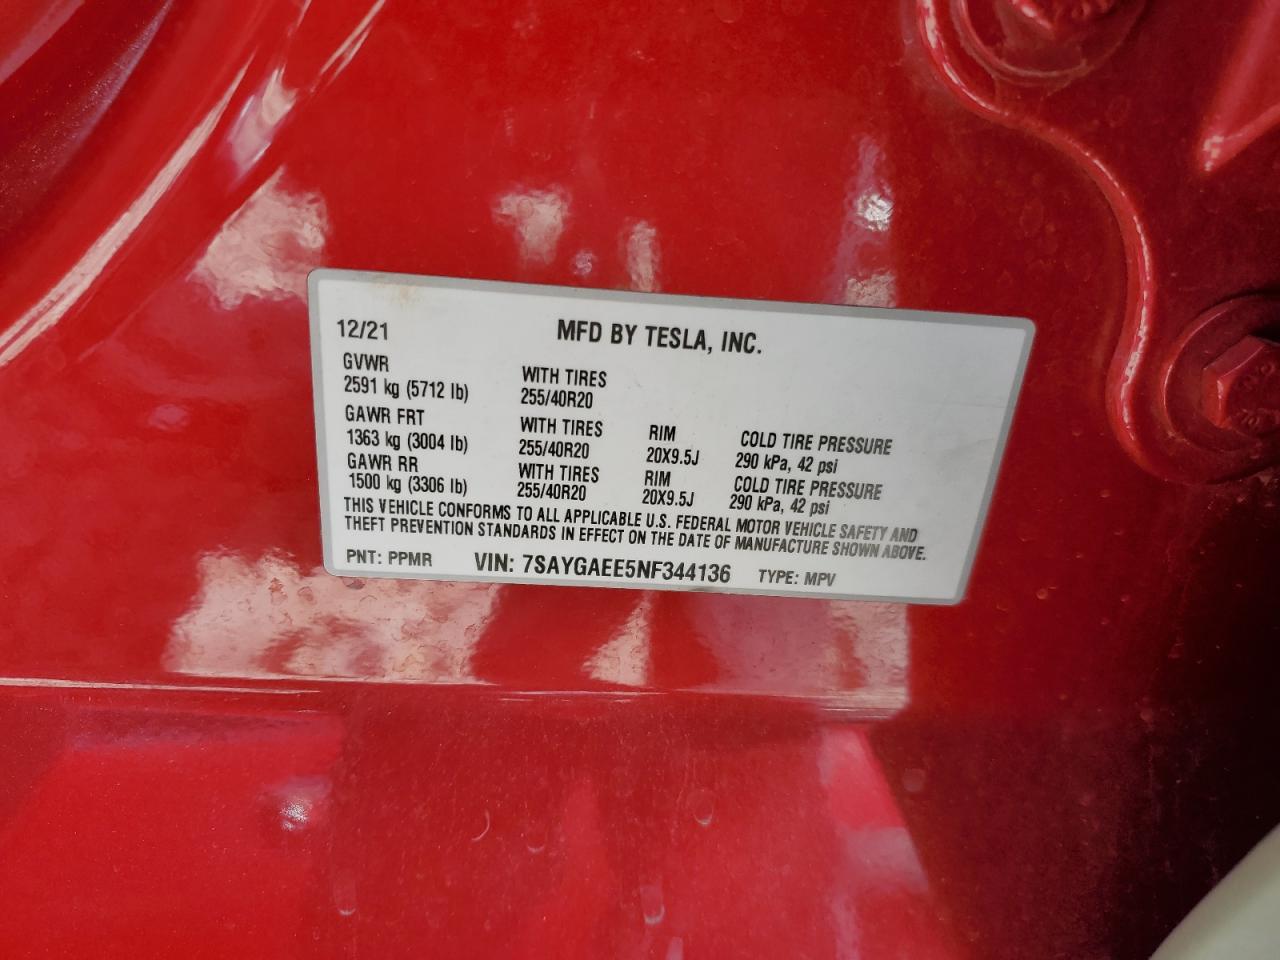 12/21 MFD BY TESLA, INC.
GVWR
2591 kg (5712 lb)
WITH TIRES
255/40R20
GAWR FRT
1363 kg (3004 lb)
WITH TIRES
255/40R20
RIM
20X9.5J
COLD TIRE PRESSURE
290 kPa, 42 psi
GAWR RR
1500 kg (3306 lb)
WITH TIRES
255/40R20
RIM
20X9.5J
COLD TIRE PRESSURE
290 kPa, 42 psi
THIS VEHICLE CONFORMS TO ALL APPLICABLE U.S. FEDERAL MOTOR VEHICLE SAFETY AND
THEFT PREVENTION STANDARDS IN EFFECT ON THE DATE OF MANUFACTURE SHOWN ABOVE.
PNT: PPMR VIN: 7SAYGAEE5NF344136 TYPE: MPV